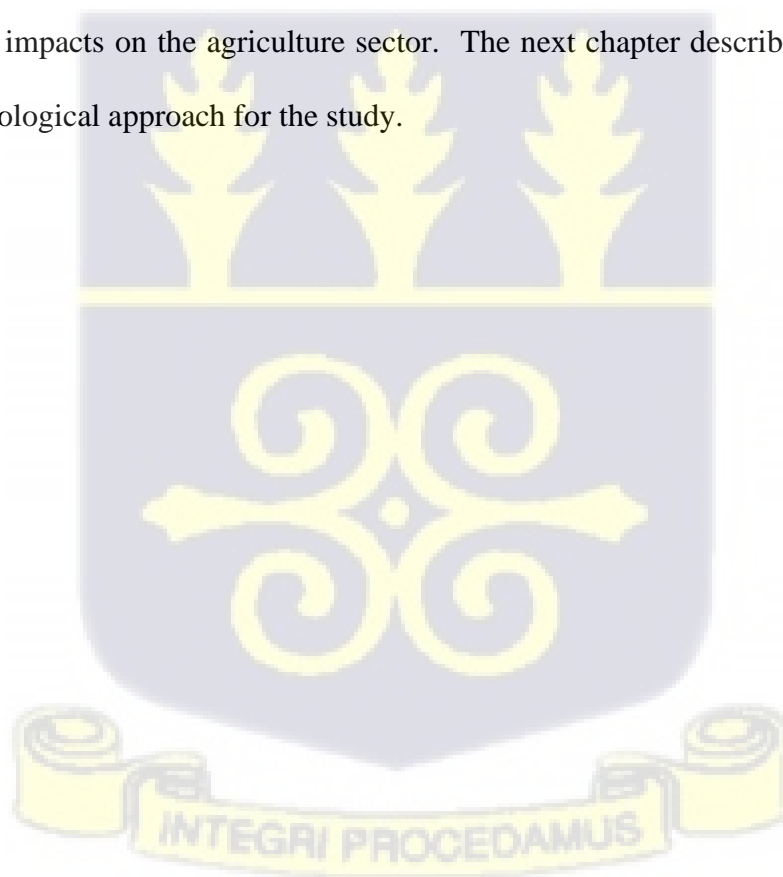 impacts on the agriculture sector. The next chapter describ
ological approach for the study.
INTEGRI PROCEDAMUS